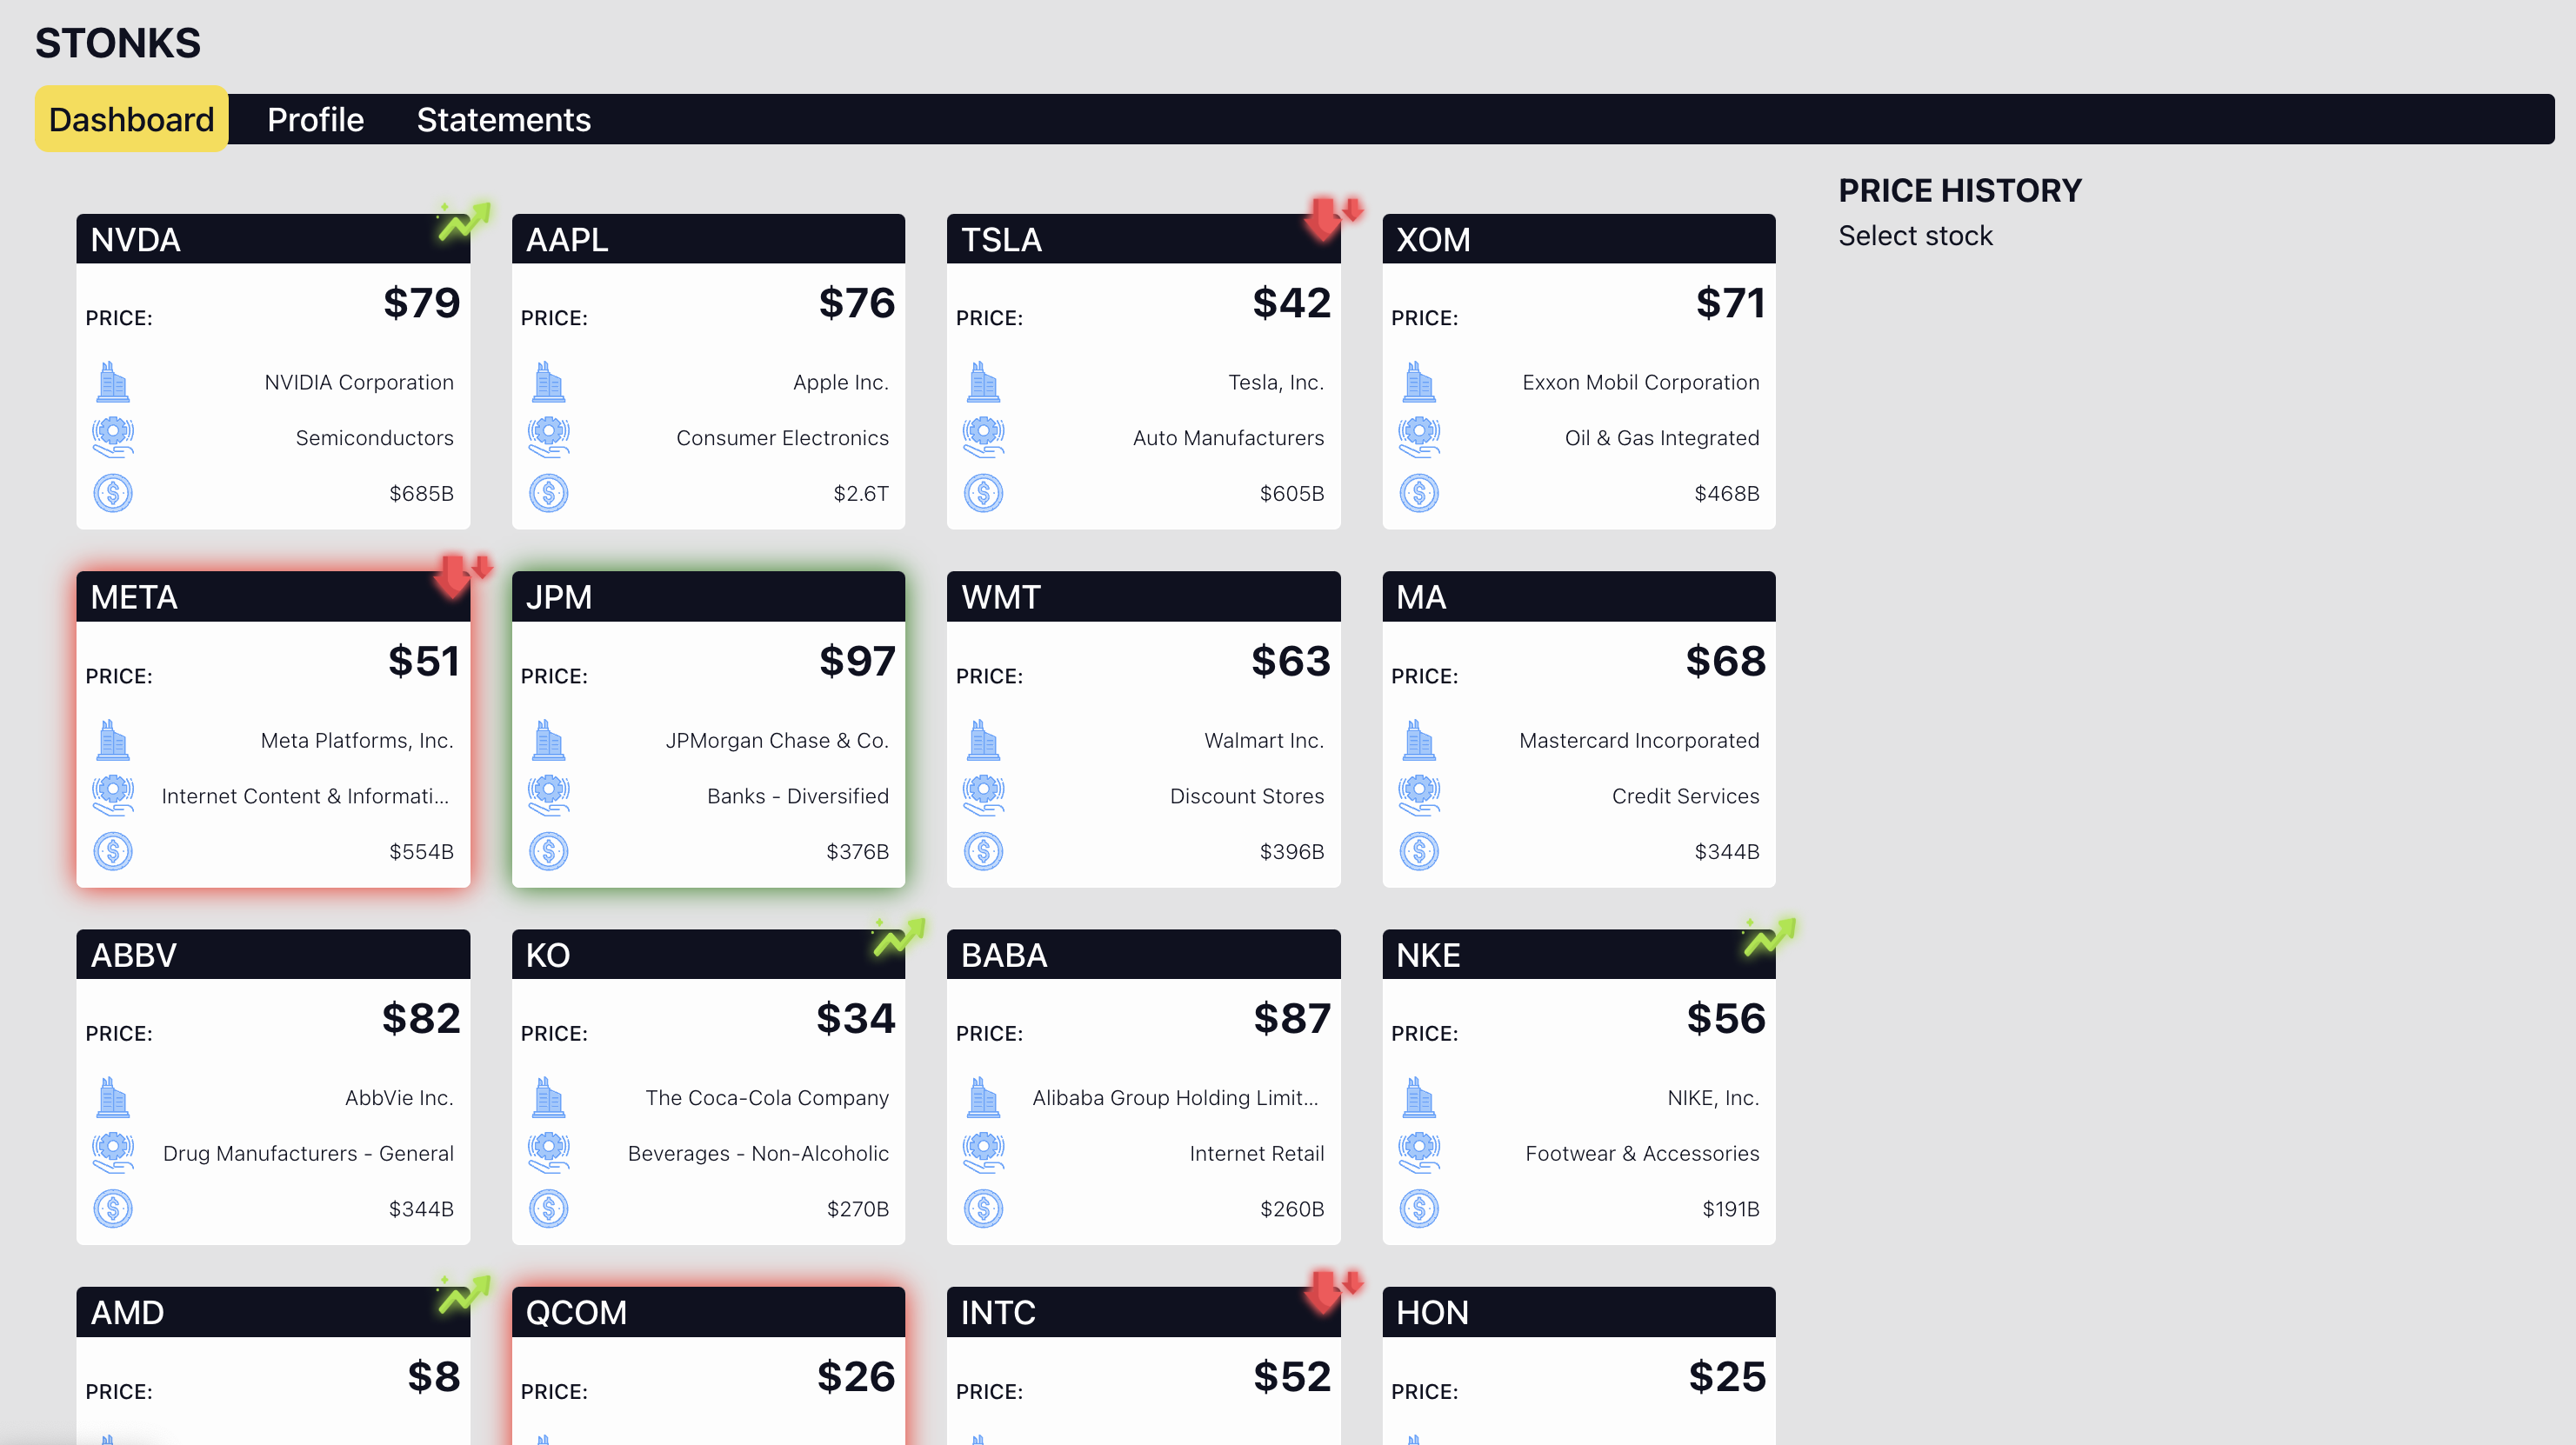 STONKS
Dashboard Profile Statements
PRICE HISTORY
Select stock
NVDA
PRICE: $79
NVIDIA Corporation
Semiconductors
$685B
AAPL
PRICE: $76
Apple Inc.
Consumer Electronics
$2.6T
TSLA
PRICE: $42
Tesla, Inc.
Auto Manufacturers
$605B
XOM
PRICE: $71
Exxon Mobil Corporation
Oil & Gas Integrated
$468B
META
PRICE: $51
Meta Platforms, Inc.
Internet Content & Informati...
$554B
JPM
PRICE: $97
JPMorgan Chase & Co.
Banks - Diversified
$376B
WMT
PRICE: $63
Walmart Inc.
Discount Stores
$396B
MA
PRICE: $68
Mastercard Incorporated
Credit Services
$344B
ABBV
PRICE: $82
AbbVie Inc.
Drug Manufacturers - General
$344B
KO
PRICE: $34
The Coca-Cola Company
Beverages - Non-Alcoholic
$270B
BABA
PRICE: $87
Alibaba Group Holding Limit...
Internet Retail
$260B
NKE
PRICE: $56
NIKE, Inc.
Footwear & Accessories
$191B
AMD
PRICE: $8
QCOM
PRICE: $26
INTC
PRICE: $52
HON
PRICE: $25